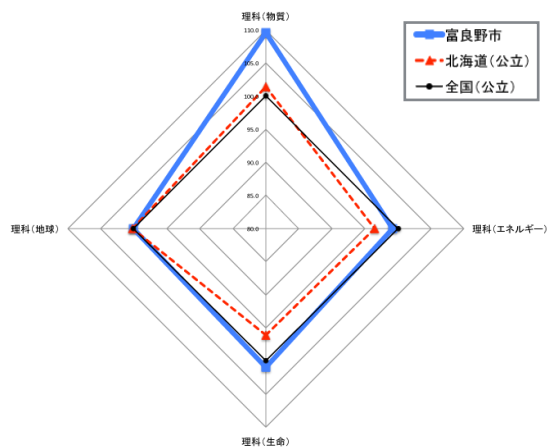 理科(物質)
110.0
105.0
100.0
95.0
90.0
85.0
80.0
富良野市
北海道(公立)
全国(公立)
理科(地球)
理科(エネルギー)
理科(生命)